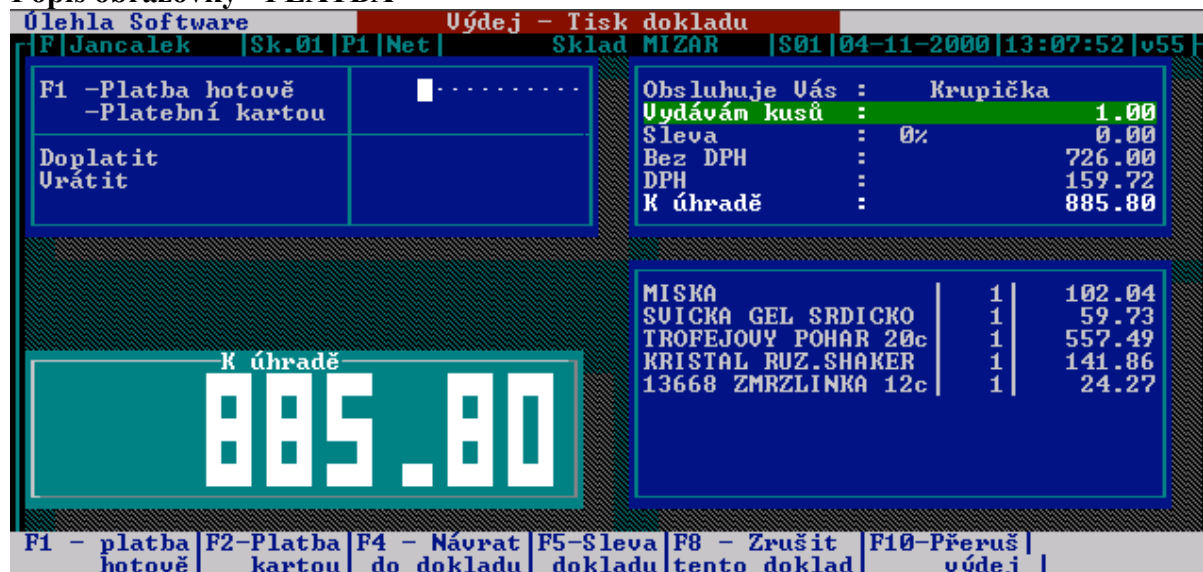 Popis obrazovky - PLATBA
Úlehla Software Výdej - Tisk dokladu
F|Jancalek |Sk.01|P1|Net| Sklad MIZAR |S01|04-11-2000|13:07:52|v55
F1 -Platba hotově
-Platební kartou
Doplatit
Vrátit
Obsluhuje Vás : Krupička
Vydávám kusů : 1.00
Sleva : 0% 0.00
Bez DPH : 726.00
DPH : 159.72
K úhradě : 885.80
MISKA | 1| 102.04
SVICKA GEL SRDICKO | 1| 59.73
TROFEJOVY POHAR 20c| 1| 557.49
KRISTAL RUZ.SHAKER | 1| 141.86
13668 ZMRZLINKA 12c| 1| 24.27
K úhradě
885.80
F1 - platba|F2-Platba|F4 - Návrat|F5-Sleva|F8 - Zrušit |F10-Přeruš|
hotově| kartou| do dokladu| dokladu|tento doklad| výdej |